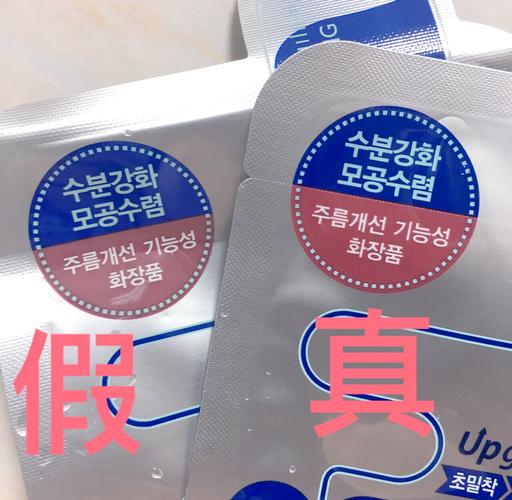 수분강화
모공수렴
주름개선 기능성
화장품
假
수분강화
모공수렴
주름개선 기능성
화장품
真
초밀착